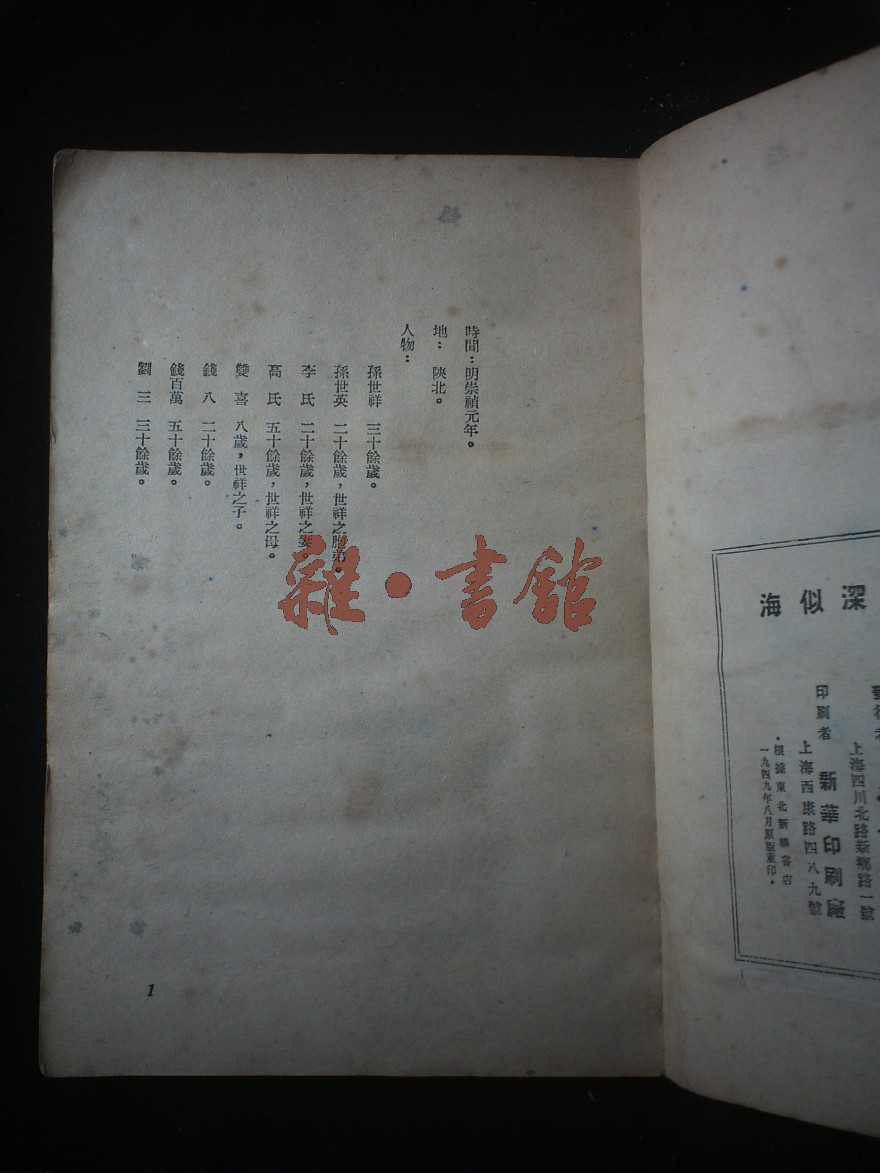 深似海
上海四川北路新鄉路一號
印刷者 新華印刷廠
上海西康路四八九號
·根據東北新華書店
一九四九年八月原版重印·
時間：明崇禎元年。
地：陝北。
人物：
孫世祥 三十餘歲。
孫世英 二十餘歲，世祥之胞弟。
李氏 二十餘歲，世祥之妻。
高氏 五十餘歲，世祥之母。
雙喜 八歲，世祥之子。
錢八 二十餘歲。
錢百萬 五十餘歲。
劉三 三十餘歲。
1
雜·書館